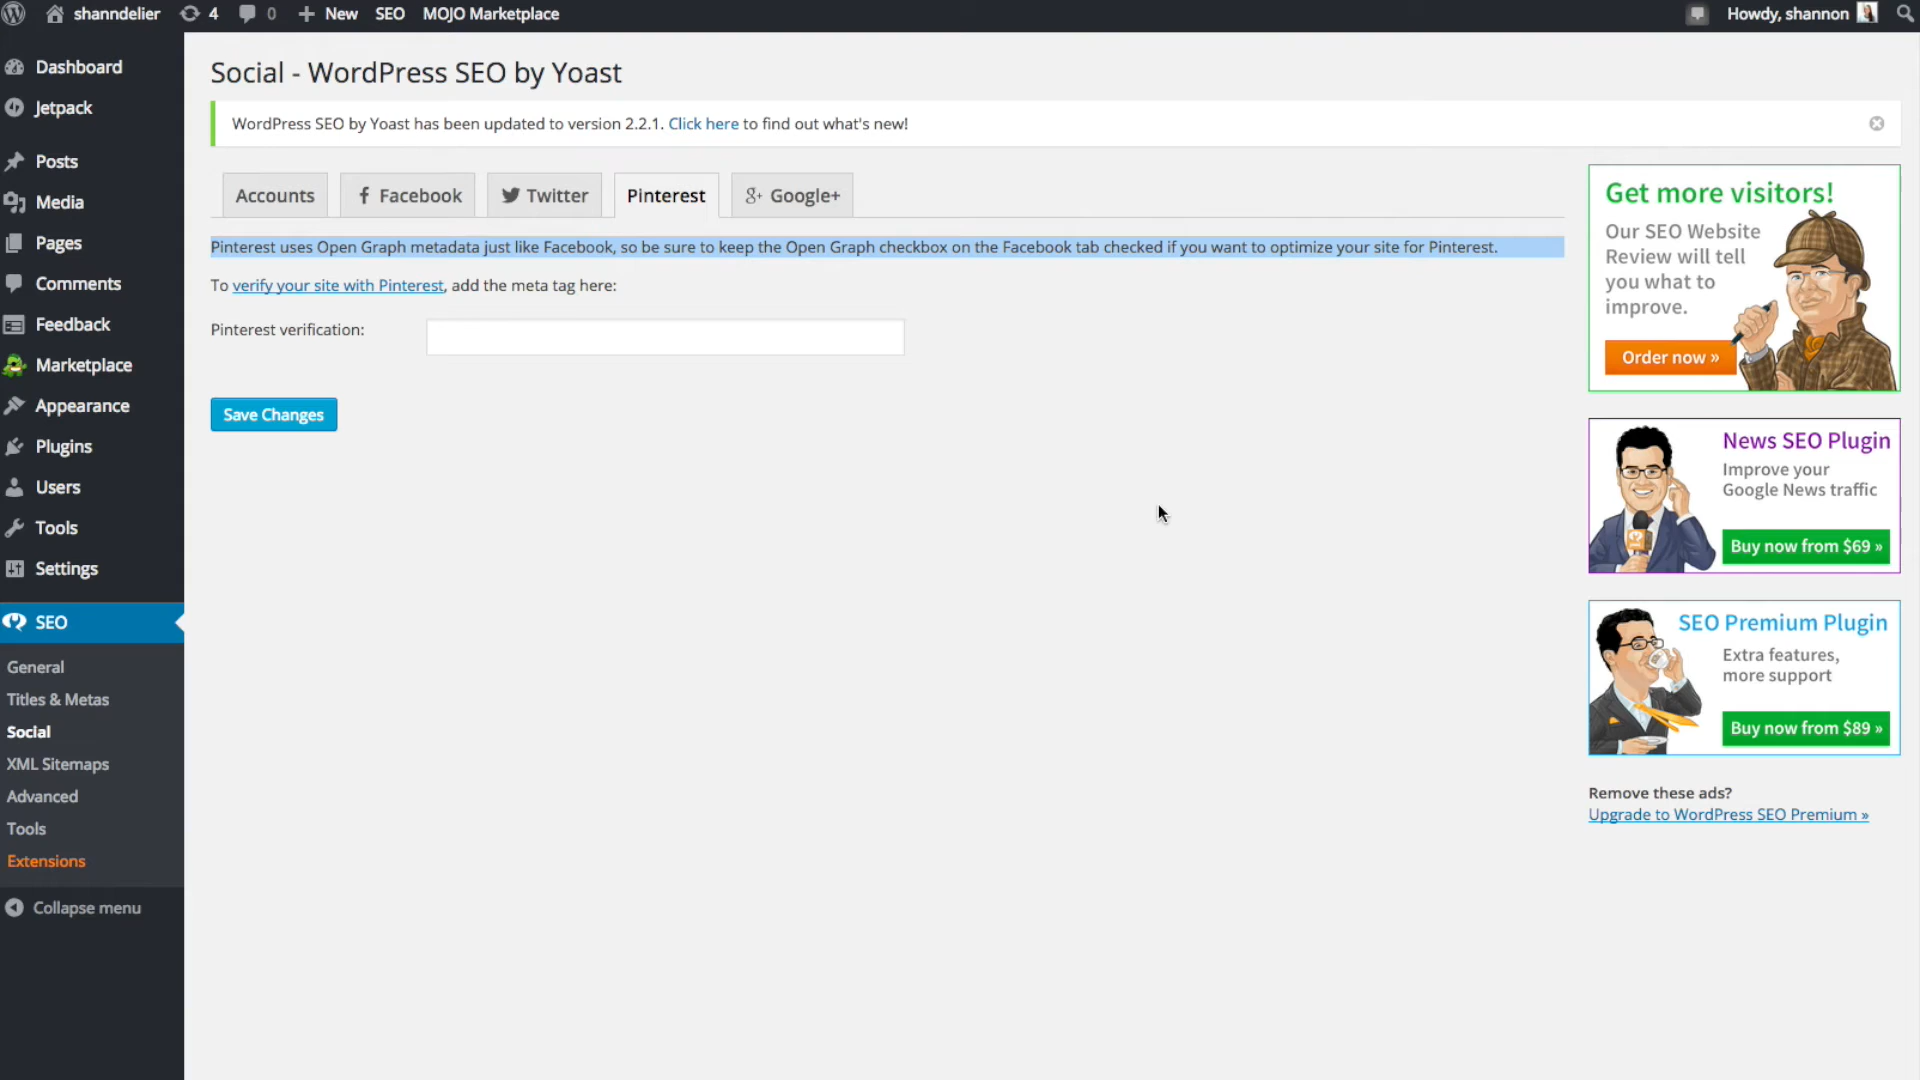 shanndelier 4 0 + New SEO MOJO Marketplace Howdy, shannon
Dashboard
Jetpack
Posts
Media
Pages
Comments
Feedback
Marketplace
Appearance
Plugins
Users
Tools
Settings
SEO
General
Titles & Metas
Social
XML Sitemaps
Advanced
Tools
Extensions
Collapse menu
Social - WordPress SEO by Yoast
WordPress SEO by Yoast has been updated to version 2.2.1. Click here to find out what's new!
Accounts Facebook Twitter Pinterest g+ Google+
Pinterest uses Open Graph metadata just like Facebook, so be sure to keep the Open Graph checkbox on the Facebook tab checked if you want to optimize your site for Pinterest.
To verify your site with Pinterest, add the meta tag here:
Pinterest verification:
Save Changes
Get more visitors!
Our SEO Website
Review will tell
you what to
improve.
Order now »
News SEO Plugin
Improve your
Google News traffic
Buy now from $69 »
SEO Premium Plugin
Extra features,
more support
Buy now from $89 »
Remove these ads?
Upgrade to WordPress SEO Premium »